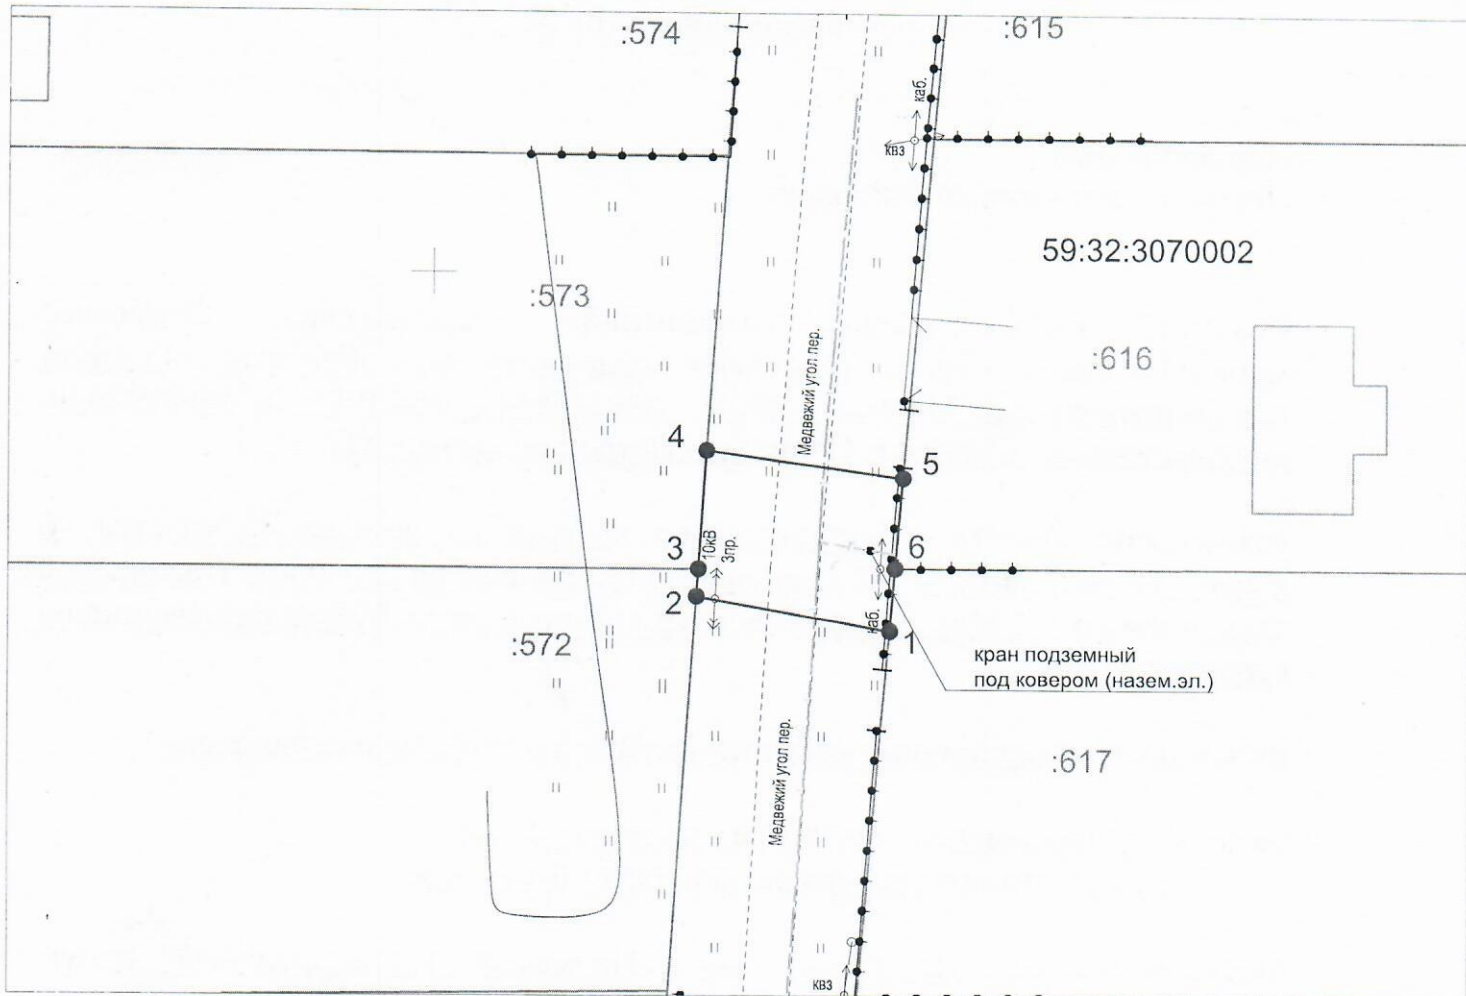 :574
:615
каб.
КВЗ
59:32:3070002
:573
:616
Медвежий угол пер.
4
5
10кВ
3пр.
3
6
2
каб.
1
:572
кран подземный
под ковером (назем.эл.)
Медвежий угол пер.
:617
КВЗ